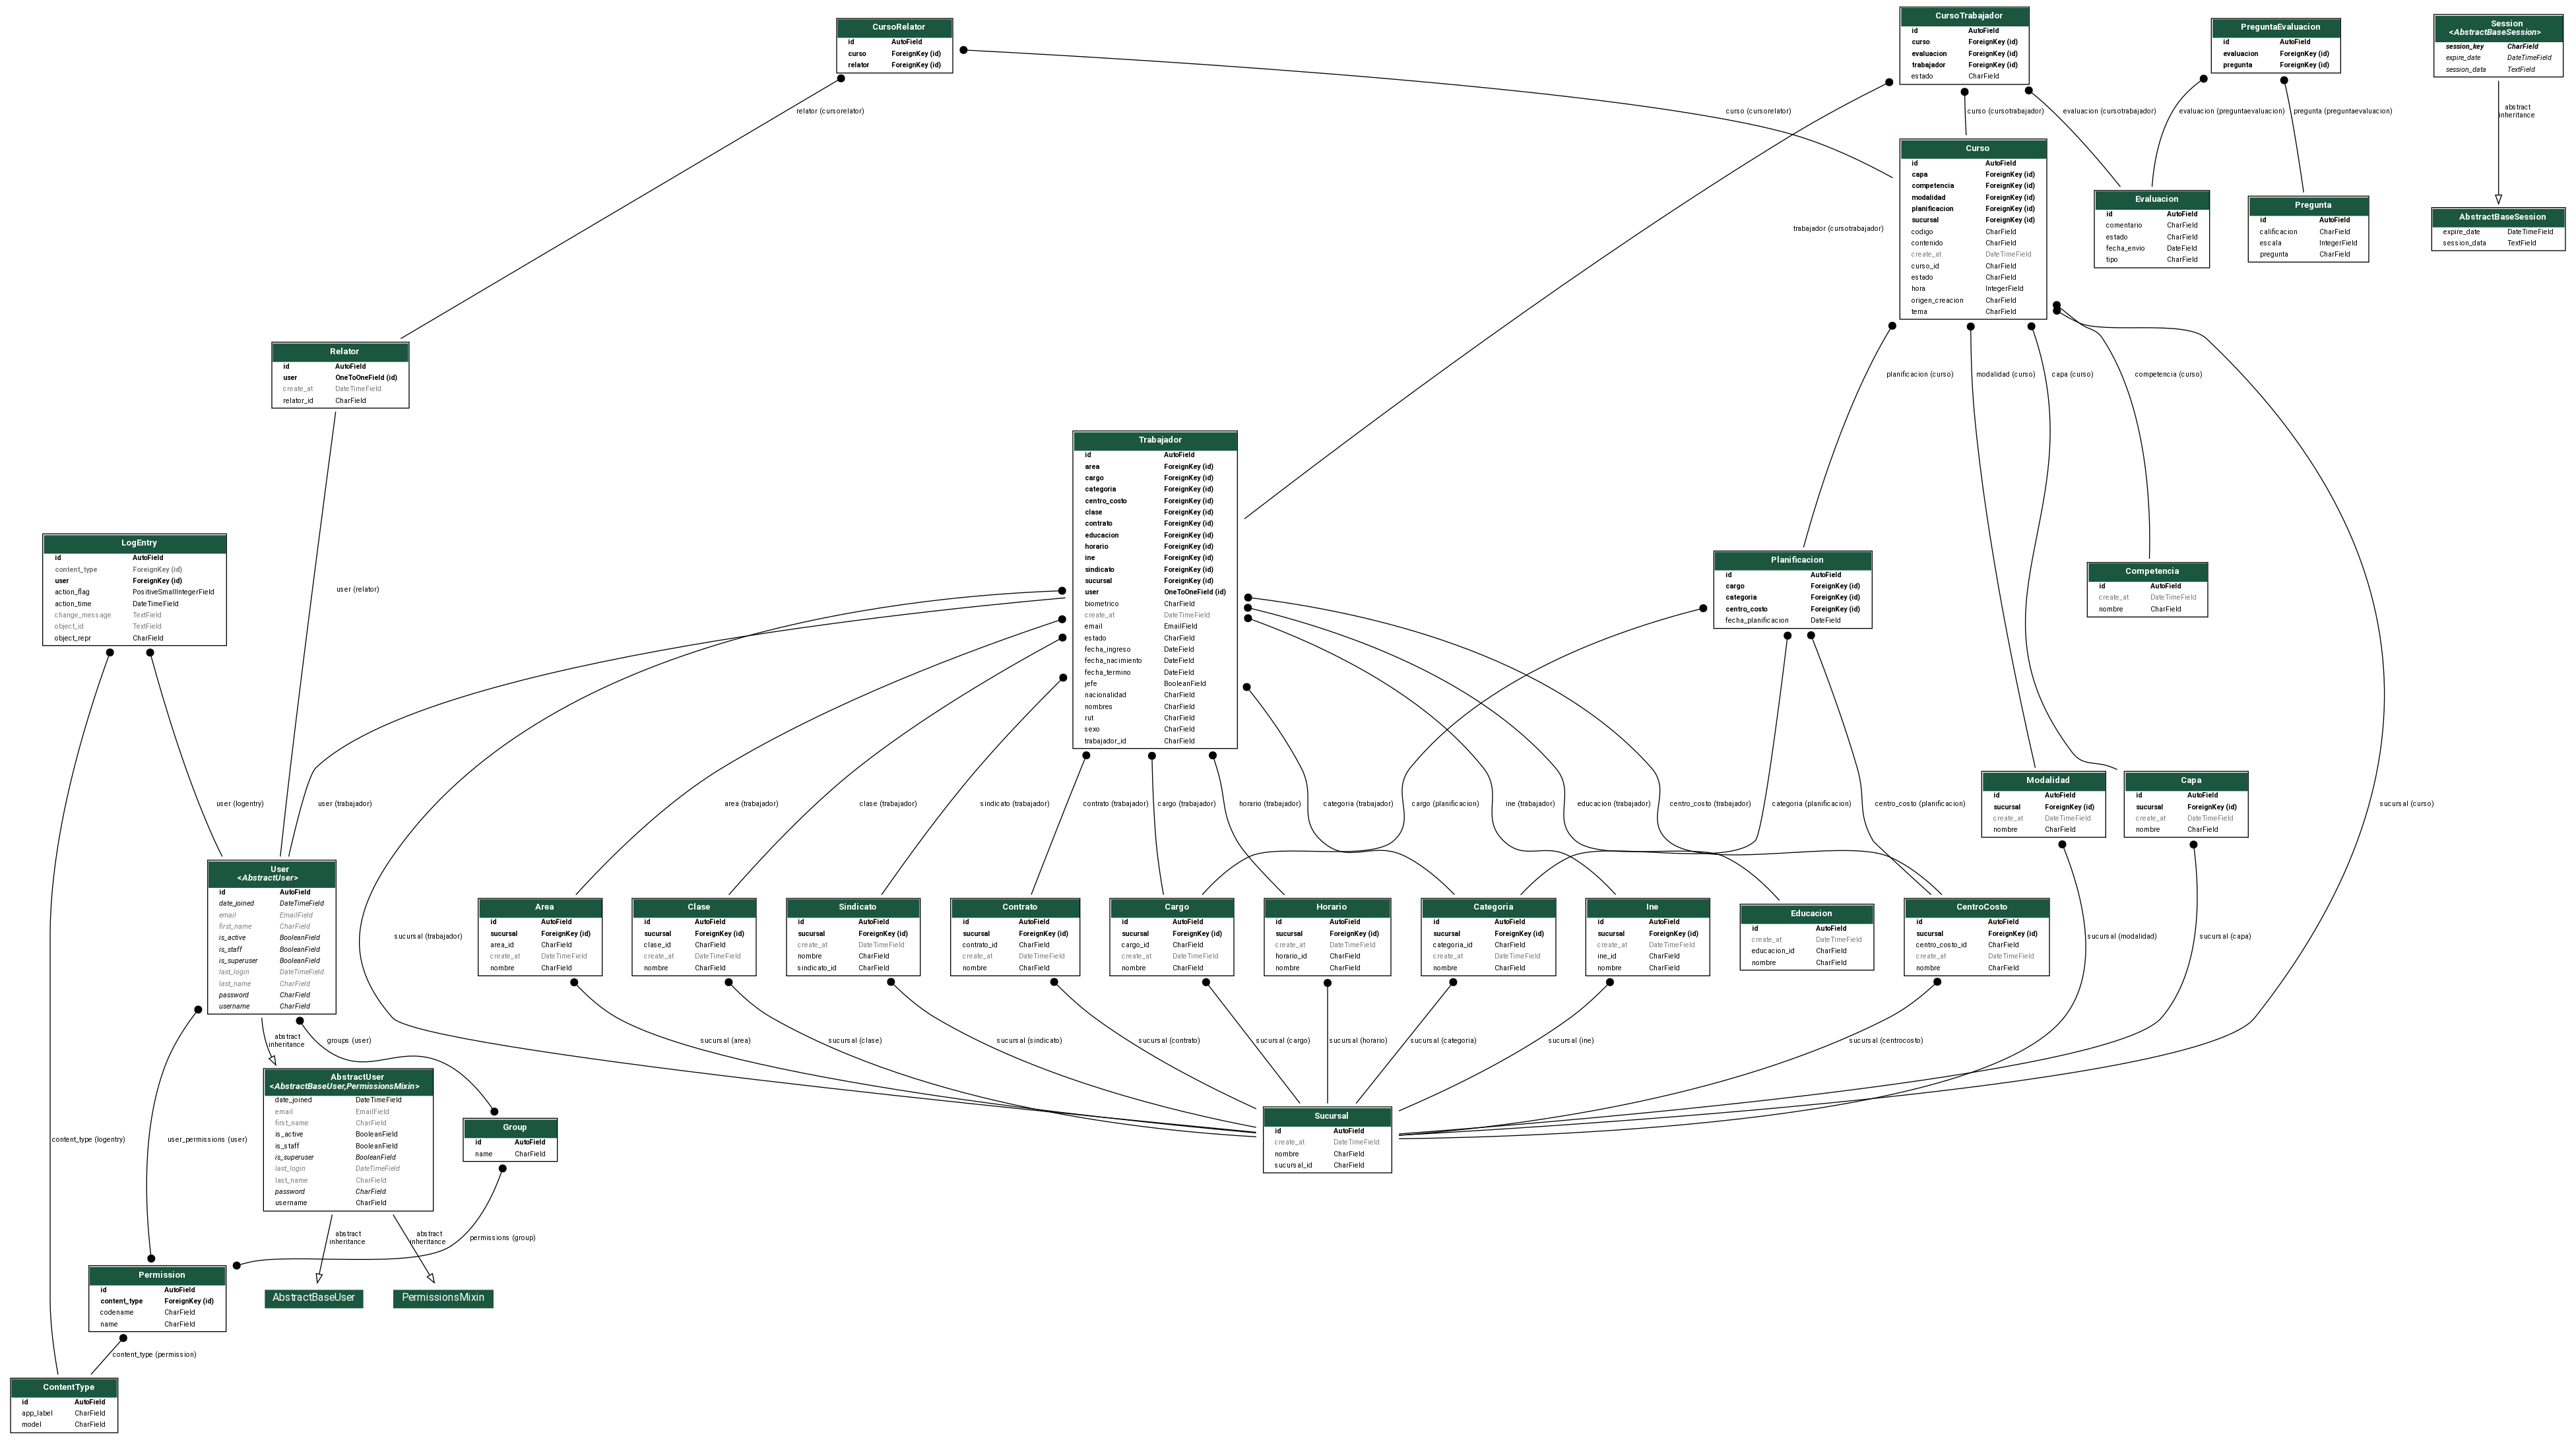 CursoRelator
id AutoField
curso ForeignKey (id)
relator ForeignKey (id)
CursoTrabajador
id AutoField
curso ForeignKey (id)
evaluacion ForeignKey (id)
trabajador ForeignKey (id)
estado CharField
PreguntaEvaluacion
id AutoField
evaluacion ForeignKey (id)
pregunta ForeignKey (id)
Session
<AbstractBaseSession>
session_key CharField
expire_date DateTimeField
session_data TextField
relator (cursorelator)
curso (cursorelator)
curso (cursotrabajador)
evaluacion (cursotrabajador)
evaluacion (preguntaevaluacion)
pregunta (preguntaevaluacion)
abstract
inheritance
trabajador (cursotrabajador)
Curso
id AutoField
capa ForeignKey (id)
competencia ForeignKey (id)
modalidad ForeignKey (id)
planificacion ForeignKey (id)
sucursal ForeignKey (id)
codigo CharField
contenido CharField
create_at DateTimeField
curso_id CharField
estado CharField
hora IntegerField
origen_creacion CharField
tema CharField
Evaluacion
id AutoField
comentario CharField
estado CharField
fecha_envio DateField
tipo CharField
Pregunta
id AutoField
calificacion CharField
escala IntegerField
pregunta CharField
AbstractBaseSession
expire_date DateTimeField
session_data TextField
Relator
id AutoField
user OneToOneField (id)
create_at DateTimeField
relator_id CharField
planificacion (curso)
modalidad (curso)
capa (curso)
competencia (curso)
Trabajador
id AutoField
area ForeignKey (id)
cargo ForeignKey (id)
categoria ForeignKey (id)
centro_costo ForeignKey (id)
clase ForeignKey (id)
contrato ForeignKey (id)
educacion ForeignKey (id)
horario ForeignKey (id)
ine ForeignKey (id)
sindicato ForeignKey (id)
sucursal ForeignKey (id)
user OneToOneField (id)
biometrico CharField
create_at DateTimeField
email EmailField
estado CharField
fecha_ingreso DateField
fecha_nacimiento DateField
fecha_termino DateField
jefe BooleanField
nacionalidad CharField
nombres CharField
rut CharField
sexo CharField
trabajador_id CharField
LogEntry
id AutoField
content_type ForeignKey (id)
user ForeignKey (id)
action_flag PositiveSmallIntegerField
action_time DateTimeField
change_message TextField
object_id TextField
object_repr CharField
user (relator)
Planificacion
id AutoField
cargo ForeignKey (id)
categoria ForeignKey (id)
centro_costo ForeignKey (id)
fecha_planificacion DateField
Competencia
id AutoField
create_at DateTimeField
nombre CharField
user (logentry)
user (trabajador)
area (trabajador)
clase (trabajador)
sindicato (trabajador)
contrato (trabajador)
cargo (trabajador)
horario (trabajador)
categoria (trabajador)
cargo (planificacion)
ine (trabajador)
educacion (trabajador)
centro_costo (trabajador)
categoria (planificacion)
centro_costo (planificacion)
Modalidad
id AutoField
sucursal ForeignKey (id)
create_at DateTimeField
nombre CharField
Capa
id AutoField
sucursal ForeignKey (id)
create_at DateTimeField
nombre CharField
sucursal (curso)
User
<AbstractUser>
id AutoField
date_joined DateTimeField
email EmailField
first_name CharField
is_active BooleanField
is_staff BooleanField
is_superuser BooleanField
last_login DateTimeField
last_name CharField
password CharField
username CharField
sucursal (trabajador)
Area
id AutoField
sucursal ForeignKey (id)
area_id CharField
create_at DateTimeField
nombre CharField
Clase
id AutoField
sucursal ForeignKey (id)
clase_id CharField
create_at DateTimeField
nombre CharField
Sindicato
id AutoField
sucursal ForeignKey (id)
create_at DateTimeField
nombre CharField
sindicato_id CharField
Contrato
id AutoField
sucursal ForeignKey (id)
contrato_id CharField
create_at DateTimeField
nombre CharField
Cargo
id AutoField
sucursal ForeignKey (id)
cargo_id CharField
create_at DateTimeField
nombre CharField
Horario
id AutoField
sucursal ForeignKey (id)
create_at DateTimeField
horario_id CharField
nombre CharField
Categoria
id AutoField
sucursal ForeignKey (id)
categoria_id CharField
create_at DateTimeField
nombre CharField
Ine
id AutoField
sucursal ForeignKey (id)
create_at DateTimeField
ine_id CharField
nombre CharField
Educacion
id AutoField
create_at DateTimeField
educacion_id CharField
nombre CharField
CentroCosto
id AutoField
sucursal ForeignKey (id)
centro_costo_id CharField
create_at DateTimeField
nombre CharField
sucursal (modalidad)
sucursal (capa)
abstract
inheritance
groups (user)
sucursal (area)
sucursal (clase)
sucursal (sindicato)
sucursal (contrato)
sucursal (cargo)
sucursal (horario)
sucursal (categoria)
sucursal (ine)
sucursal (centrocosto)
AbstractUser
<AbstractBaseUser,PermissionsMixin>
date_joined DateTimeField
email EmailField
first_name CharField
is_active BooleanField
is_staff BooleanField
is_superuser BooleanField
last_login DateTimeField
last_name CharField
password CharField
username CharField
Group
id AutoField
name CharField
Sucursal
id AutoField
create_at DateTimeField
nombre CharField
sucursal_id CharField
content_type (logentry)
user_permissions (user)
abstract
inheritance
abstract
inheritance
permissions (group)
Permission
id AutoField
content_type ForeignKey (id)
codename CharField
name CharField
AbstractBaseUser
PermissionsMixin
content_type (permission)
ContentType
id AutoField
app_label CharField
model CharField